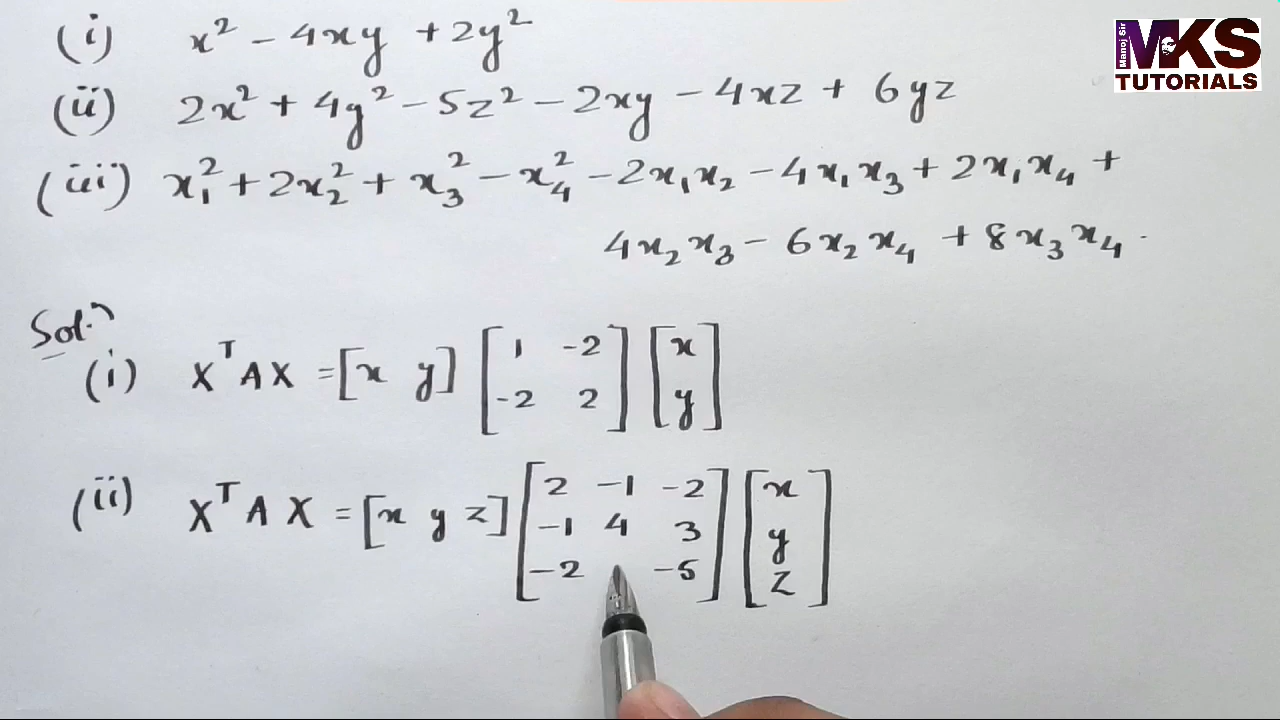 (i) x² - 4xy + 2y²
Manoj Sir MKS
TUTORIALS
(ii) 2x² + 4y² - 5z² - 2xy - 4xz + 6yz
(iii) x₁² + 2x₂² + x₃² - x₄² - 2x₁x₂ - 4x₁x₃ + 2x₁x₄ +
4x₂x₃ - 6x₂x₄ + 8x₃x₄.
Solⁿ
(i) XᵀAX = [x y] [1 -2; -2 2] [x; y]
(ii) XᵀAX = [x y z] [2 -1 -2; -1 4 3; -2 -5] [x; y; z]